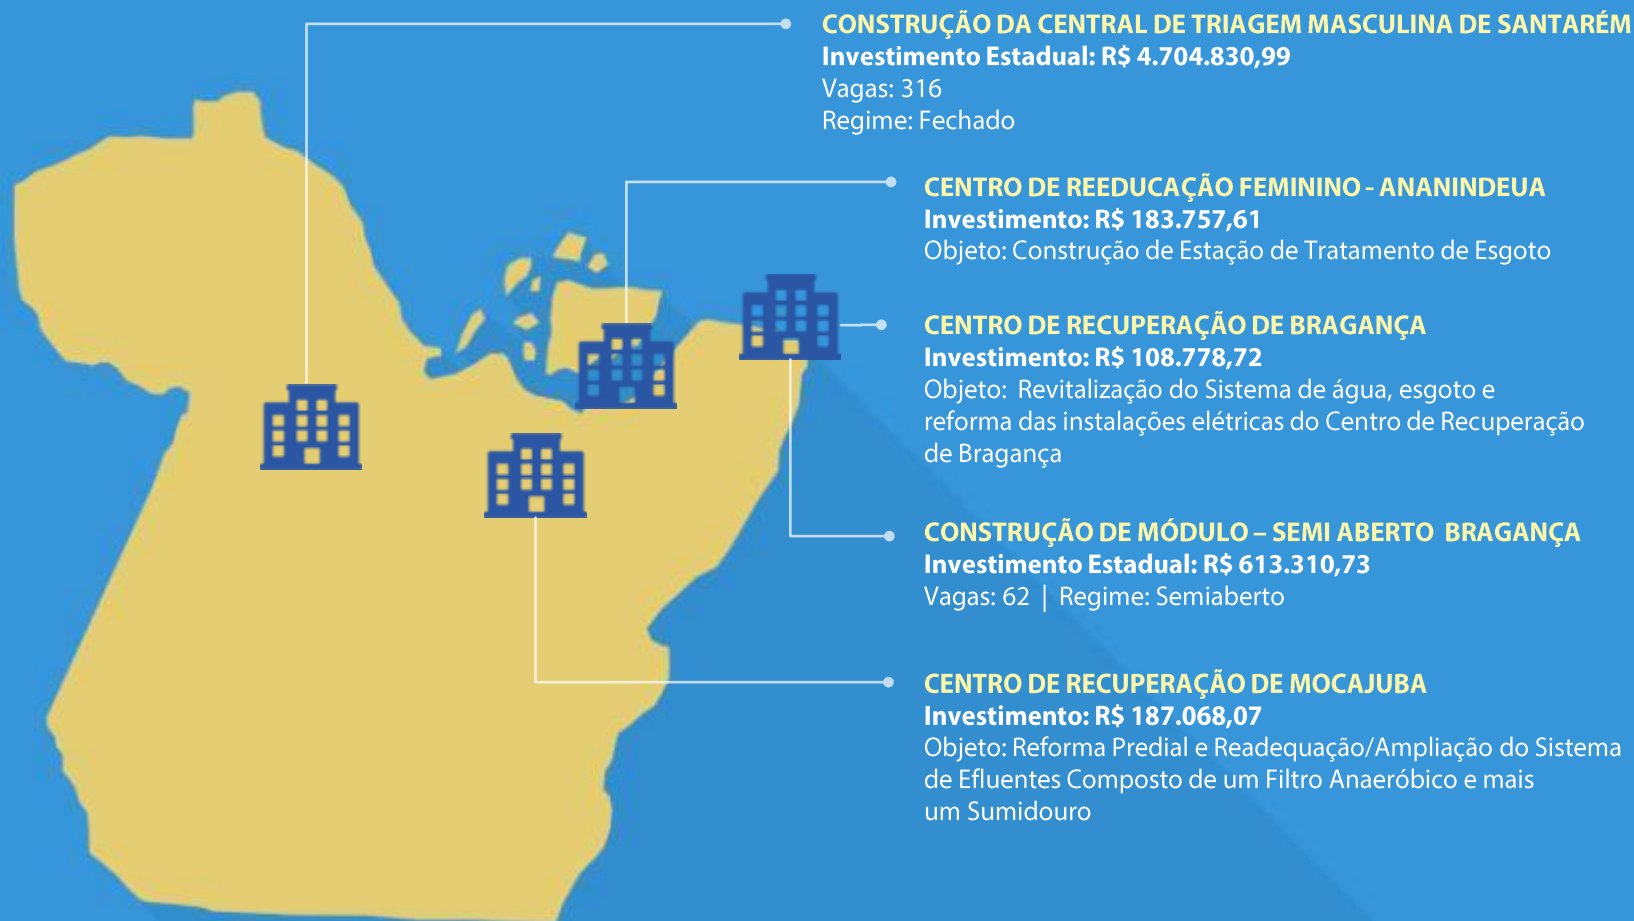 CONSTRUÇÃO DA CENTRAL DE TRIAGEM MASCULINA DE SANTARÉM
Investimento Estadual: R$ 4.704.830,99
Vagas: 316
Regime: Fechado
CENTRO DE REEDUCAÇÃO FEMININO - ANANINDEUA
Investimento: R$ 183.757,61
Objeto: Construção de Estação de Tratamento de Esgoto
CENTRO DE RECUPERAÇÃO DE BRAGANÇA
Investimento: R$ 108.778,72
Objeto: Revitalização do Sistema de água, esgoto e
reforma das instalações elétricas do Centro de Recuperação
de Bragança
CONSTRUÇÃO DE MÓDULO – SEMI ABERTO BRAGANÇA
Investimento Estadual: R$ 613.310,73
Vagas: 62 | Regime: Semiaberto
CENTRO DE RECUPERAÇÃO DE MOCAJUBA
Investimento: R$ 187.068,07
Objeto: Reforma Predial e Readequação/Ampliação do Sistema
de Efluentes Composto de um Filtro Anaeróbico e mais
um Sumidouro